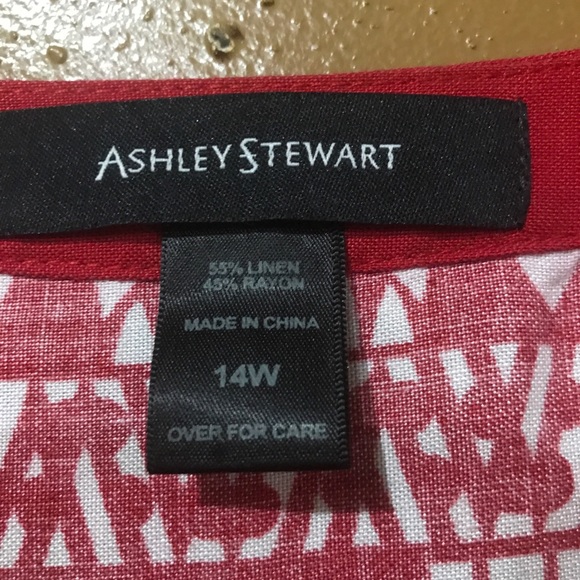 ASHLEY STEWART
55% LINEN
45% RAYON
MADE IN CHINA
14W
OVER FOR CARE